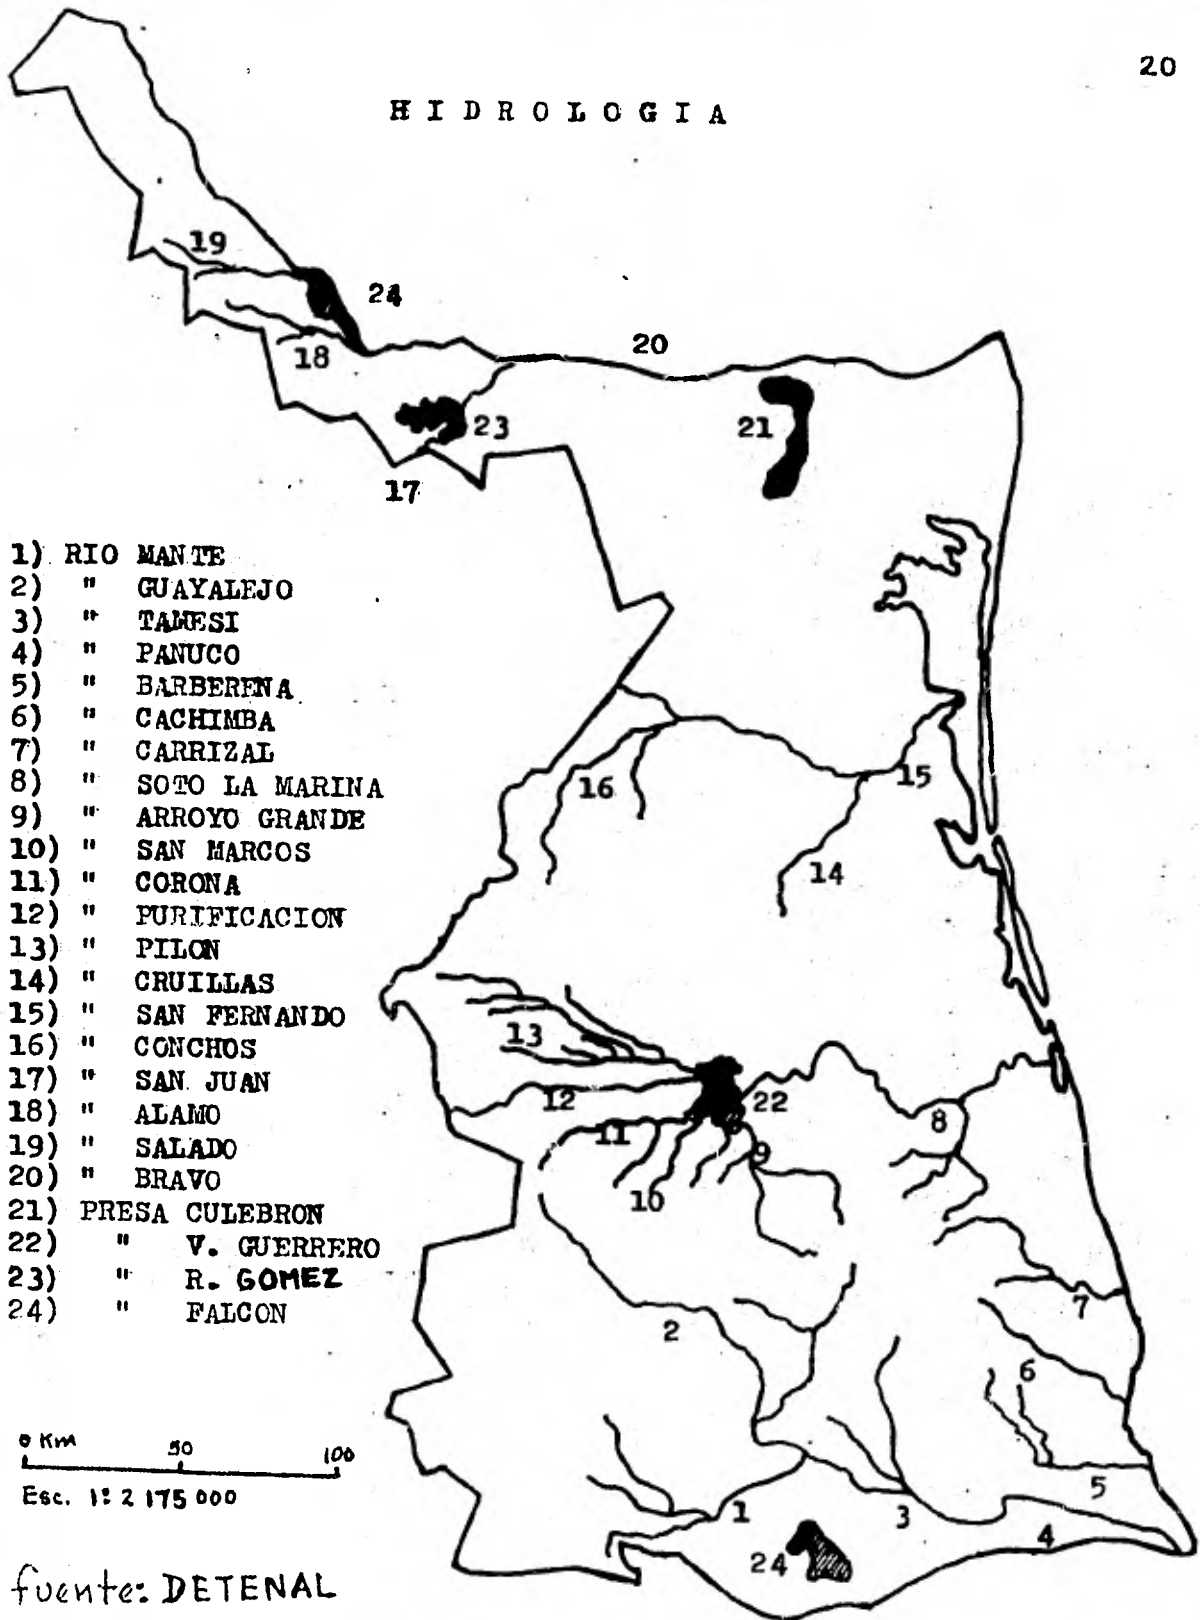 20
H I D R O L O G I A
19
24
18
20
23
21
17
1) RIO MANTE
2) " GUAYALEJO
3) " TAMESI
4) " PANUCO
5) " BARBERENA
6) " CACHIMBA
7) " CARRIZAL
8) " SOTO LA MARINA
9) " ARROYO GRANDE
10) " SAN MARCOS
11) " CORONA
12) " PURIFICACION
13) " PILON
14) " CRUILLAS
15) " SAN FERNANDO
16) " CONCHOS
17) " SAN JUAN
18) " ALAMO
19) " SALADO
20) " BRAVO
21) PRESA CULEBRON
22) " V. GUERRERO
23) " R. GOMEZ
24) " FALCON
16
15
14
13
12
22
11
8
9
10
7
2
6
5
1
3
4
24
0 Km 50 100
Esc. 1: 2 175 000
fuente: DETENAL